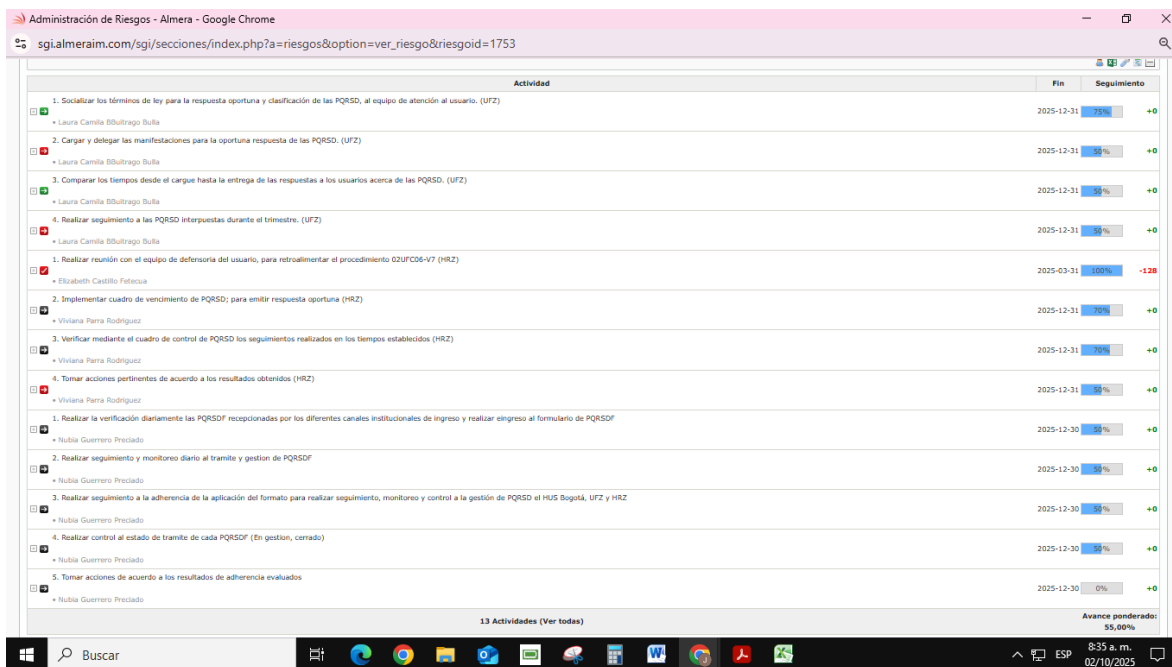 Administración de Riesgos - Almera - Google Chrome
sgi.almeraim.com/sgi/secciones/index.php?a=riesgos&option=ver_riesgo&riesgoid=1753
Actividad Fin Seguimiento
1. Socializar los términos de ley para la respuesta oportuna y clasificación de las PQRSD, al equipo de atención al usuario. (UFZ)
2025-12-31 75% +0
• Laura Camila BBuitrago Bulla
2. Cargar y delegar las manifestaciones para la oportuna respuesta de las PQRSD. (UFZ)
2025-12-31 50% +0
• Laura Camila BBuitrago Bulla
3. Comparar los tiempos desde el cargue hasta la entrega de las respuestas a los usuarios acerca de las PQRSD. (UFZ)
2025-12-31 50% +0
• Laura Camila BBuitrago Bulla
4. Realizar seguimiento a las PQRSD interpuestas durante el trimestre. (UFZ)
2025-12-31 50% +0
• Laura Camila BBuitrago Bulla
1. Realizar reunión con el equipo de defensoria del usuario, para retroalimentar el procedimiento 02UFC06-V7 (HRZ)
2025-03-31 100% -128
• Elizabeth Castillo Fetecua
2. Implementar cuadro de vencimiento de PQRSD; para emitir respuesta oportuna (HRZ)
2025-12-31 70% +0
• Viviana Parra Rodriguez
3. Verificar mediante el cuadro de control de PQRSD los seguimientos realizados en los tiempos establecidos (HRZ)
2025-12-31 70% +0
• Viviana Parra Rodriguez
4. Tomar acciones pertinentes de acuerdo a los resultados obtenidos (HRZ)
2025-12-31 50% +0
• Viviana Parra Rodriguez
1. Realizar la verificación diariamente las PQRSDF recepcionadas por los diferentes canales institucionales de ingreso y realizar eingreso al formulario de PQRSDF
2025-12-30 50% +0
• Nubia Guerrero Preciado
2. Realizar seguimiento y monitoreo diario al tramite y gestion de PQRSDF
2025-12-30 50% +0
• Nubia Guerrero Preciado
3. Realizar seguimiento a la adherencia de la aplicación del formato para realizar seguimiento, monitoreo y control a la gestión de PQRSD el HUS Bogotá, UFZ y HRZ
2025-12-30 50% +0
• Nubia Guerrero Preciado
4. Realizar control al estado de tramite de cada PQRSDF (En gestion, cerrado)
2025-12-30 50% +0
• Nubia Guerrero Preciado
5. Tomar acciones de acuerdo a los resultados de adherencia evaluados
2025-12-30 0% +0
• Nubia Guerrero Preciado
13 Actividades (Ver todas) Avance ponderado:
55,00%
Buscar ESP 8:35 a. m.
02/10/2025